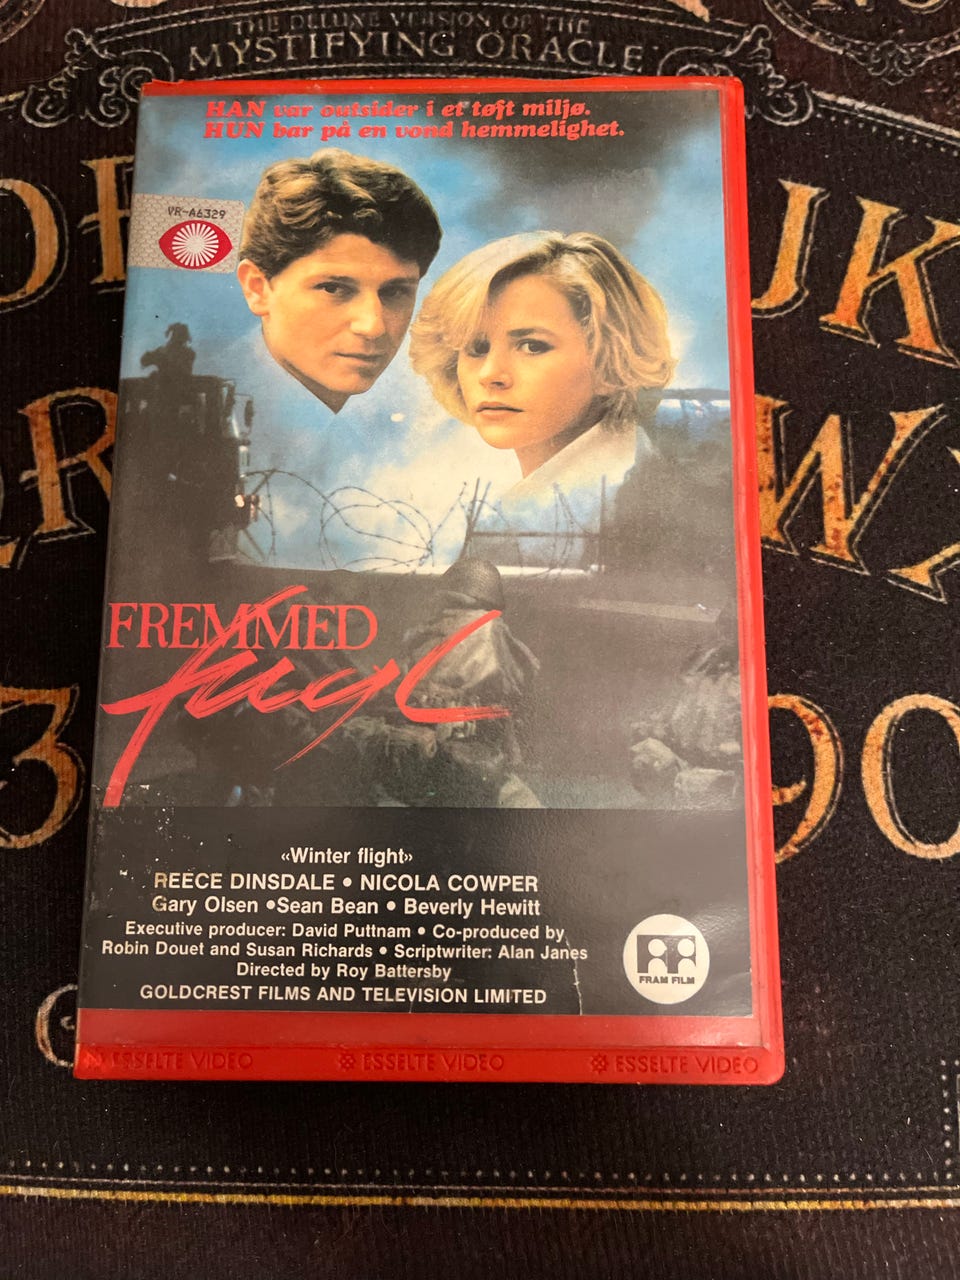 THE DELUXE VERSION OF THE
MYSTIFYING ORACLE
HAN var outsider i et tøft miljø.
HUN bar på en vond hemmelighet.
VR-A6329
JK
R
W
FREMMED
fugl
3
90
«Winter flight»
REECE DINSDALE • NICOLA COWPER
Gary Olsen •Sean Bean • Beverly Hewitt
Executive producer: David Puttnam • Co-produced by
Robin Douet and Susan Richards • Scriptwriter: Alan Janes
Directed by Roy Battersby
GOLDCREST FILMS AND TELEVISION LIMITED
FRAM FILM
ESSELTE VIDEO ESSELTE VIDEO ESSELTE VIDEO